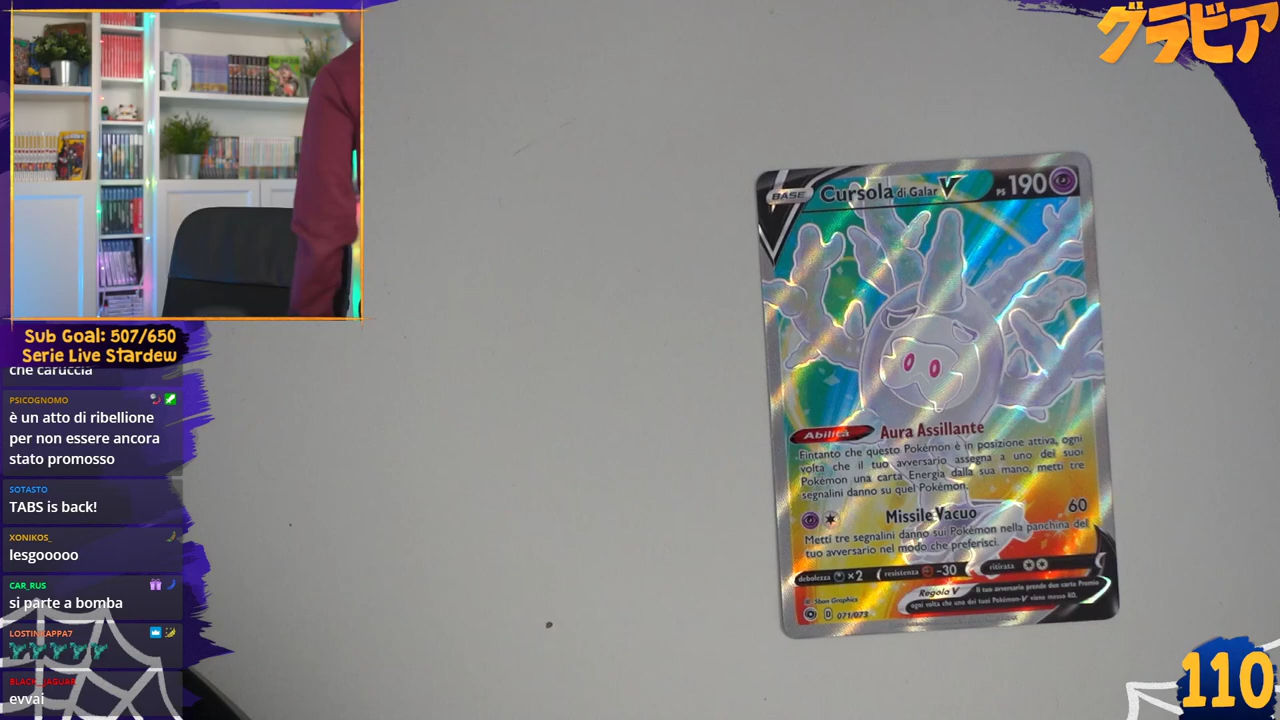 グラビア
Sub Goal: 507/650
Serie Live Stardew
che caruccia
PSICOGNOMO
è un atto di ribellione
per non essere ancora
stato promosso
SOTASTO
TABS is back!
XONIKOS_
lesgooooo
CAR_RUS
si parte a bomba
LOSTINKAPPA7
BLACK_JAGUAR
evvai
BASE Cursola di Galar V PS 190
Abilità Aura Assillante
Fintanto che questo Pokémon è in posizione attiva, ogni
volta che il tuo avversario assegna a uno dei suoi
Pokémon una carta Energia dalla sua mano, metti tre
segnalini danno su quel Pokémon.
Missile Vacuo 60
Metti tre segnalini danno sui Pokémon nella panchina del
tuo avversario nel modo che preferisci.
debolezza ×2 resistenza -30 ritirata
5ban Graphics
Regola V Il tuo avversario prende due carte Premio
ogni volta che uno dei tuoi Pokémon-V viene messo KO.
D 071/073
110